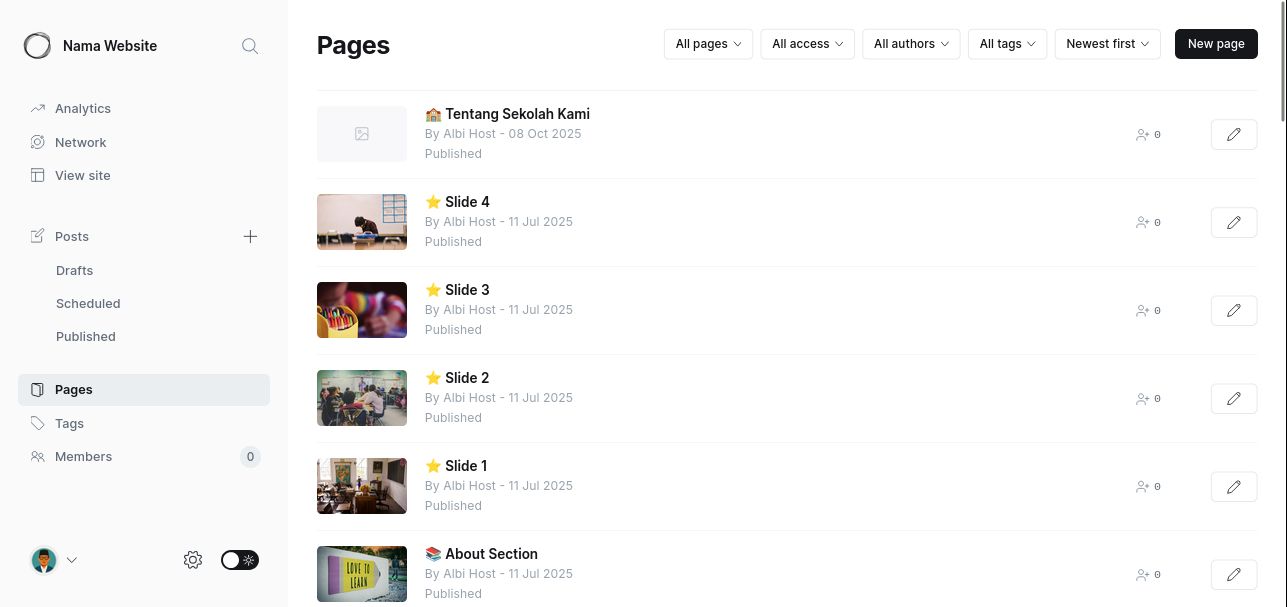 Nama Website
Analytics
Network
View site
Posts
Drafts
Scheduled
Published
Pages
Tags
Members
0
Pages
All pages
All access
All authors
All tags
Newest first
New page
🏫 Tentang Sekolah Kami
By Albi Host - 08 Oct 2025
Published
0
⭐ Slide 4
By Albi Host - 11 Jul 2025
Published
0
⭐ Slide 3
By Albi Host - 11 Jul 2025
Published
0
⭐ Slide 2
By Albi Host - 11 Jul 2025
Published
0
⭐ Slide 1
By Albi Host - 11 Jul 2025
Published
0
📚 About Section
By Albi Host - 11 Jul 2025
Published
0
LOVE TO
LEARN